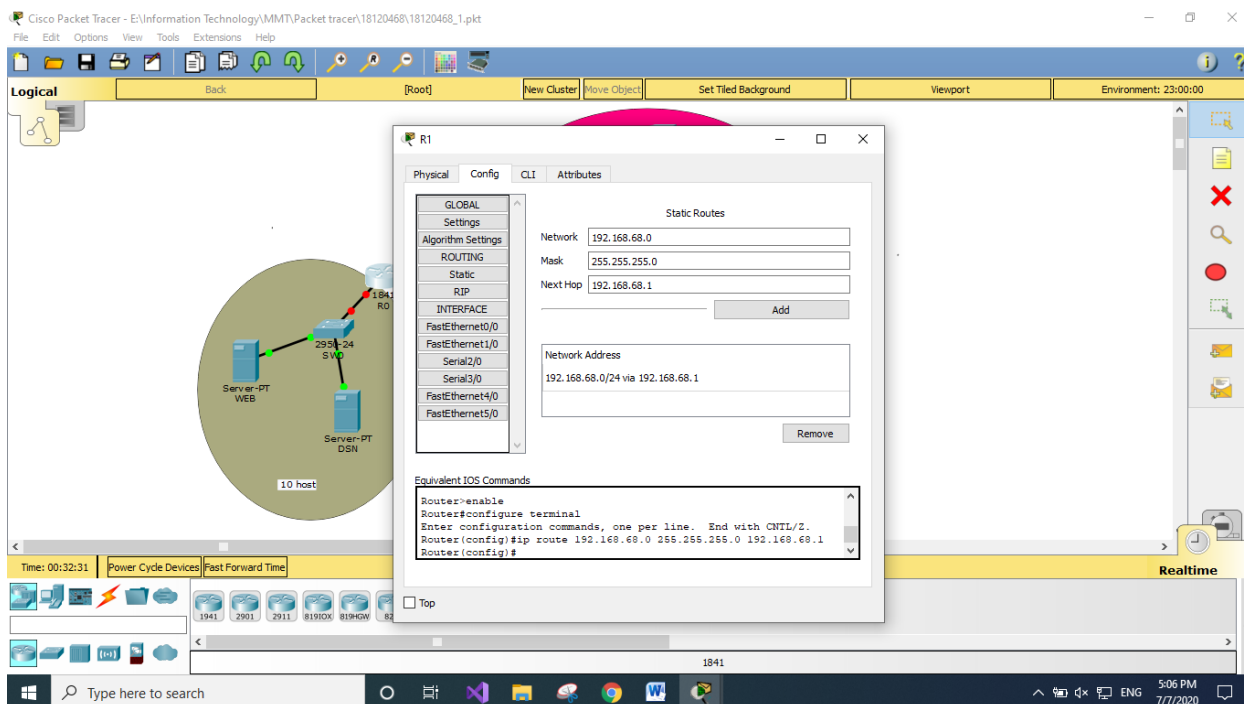 Cisco Packet Tracer - E:\Information Technology\MMT\Packet tracer\18120468\18120468_1.pkt
File Edit Options View Tools Extensions Help
Logical
Back
[Root]
New Cluster
Move Object
Set Tiled Background
Viewport
Environment: 23:00:00
R1
Physical Config CLI Attributes
GLOBAL
Settings
Algorithm Settings
ROUTING
Static
RIP
INTERFACE
FastEthernet0/0
FastEthernet1/0
Serial2/0
Serial3/0
FastEthernet4/0
FastEthernet5/0
Static Routes
Network 192.168.68.0
Mask 255.255.255.0
Next Hop 192.168.68.1
Add
Network Address
192.168.68.0/24 via 192.168.68.1
Remove
Equivalent IOS Commands
Router>enable
Router#configure terminal
Enter configuration commands, one per line. End with CNTL/Z.
Router(config)#ip route 192.168.68.0 255.255.255.0 192.168.68.1
Router(config)#
Top
1841
R0
2950-24
SW0
Server-PT
WEB
Server-PT
DSN
10 host
Time: 00:32:31
Power Cycle Devices
Fast Forward Time
Realtime
1941 2901 2911 819IOX 819HGW
1841
Type here to search
ENG
5:06 PM
7/7/2020